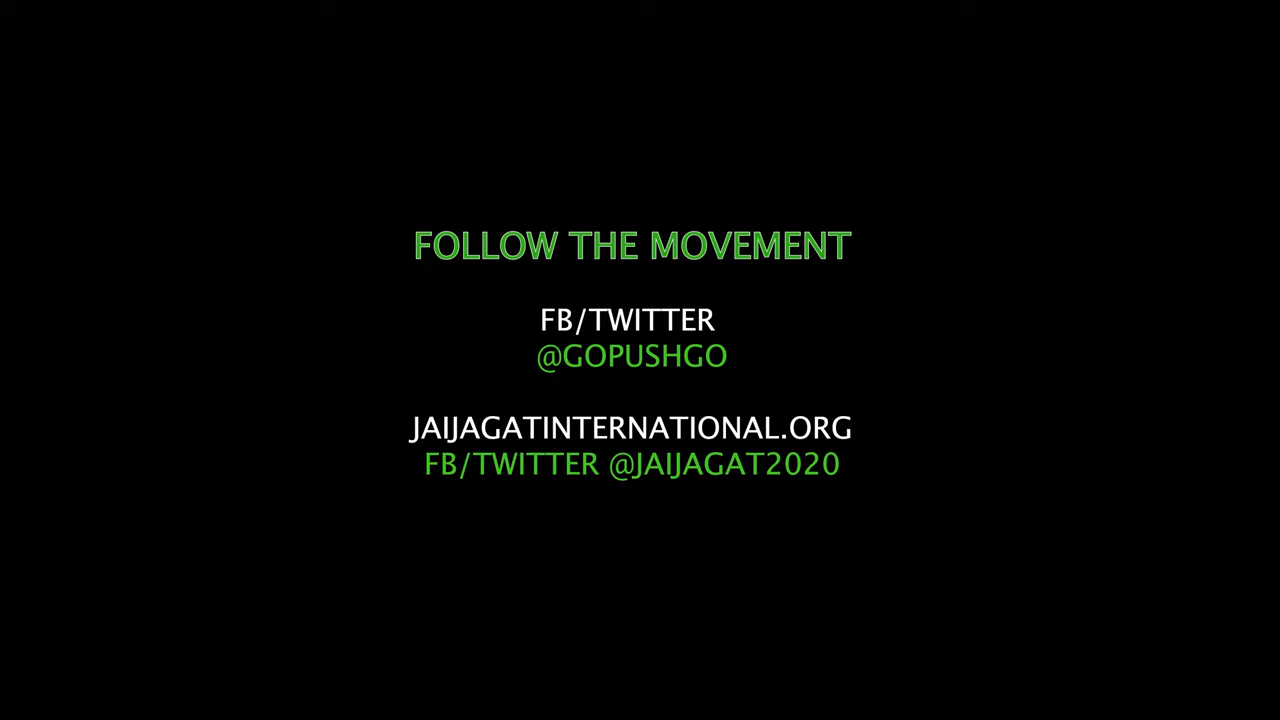 FOLLOW THE MOVEMENT
FB/TWITTER
@GOPUSHGO
JAIJAGATINTERNATIONAL.ORG
FB/TWITTER @JAIJAGAT2020